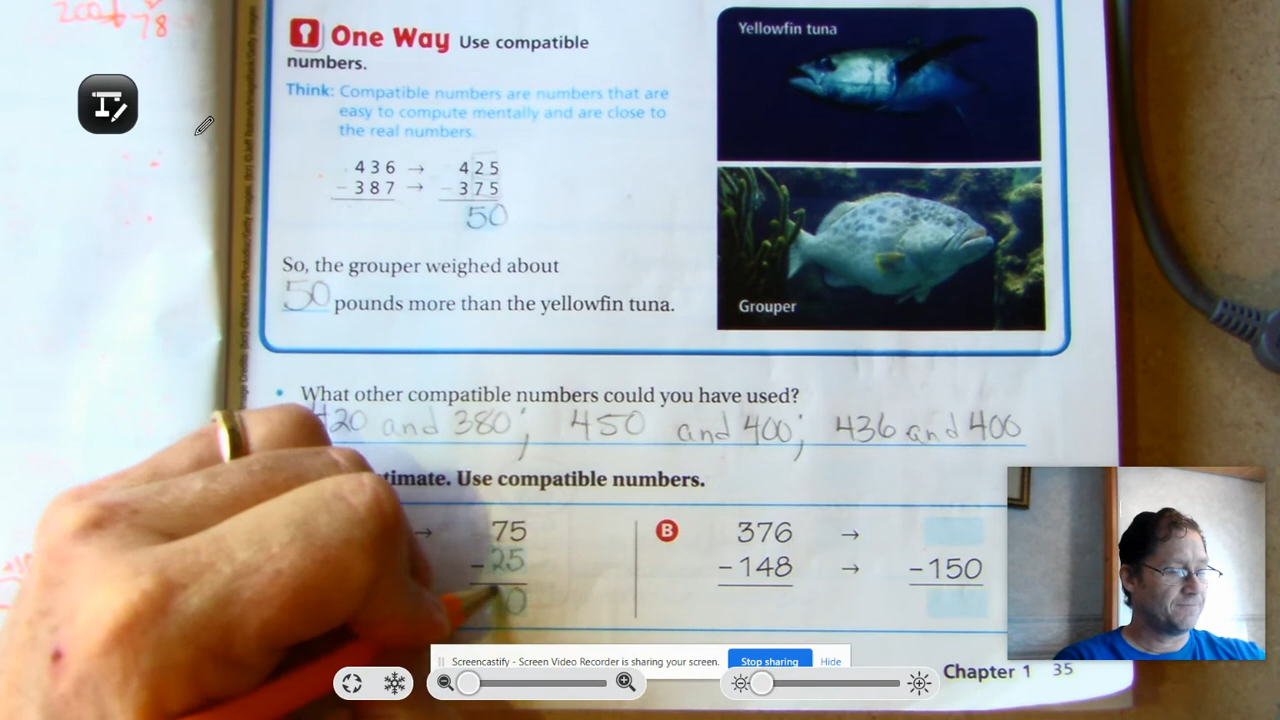 200
78
One Way Use compatible
numbers.
Think: Compatible numbers are numbers that are
easy to compute mentally and are close to
the real numbers.
436 → 425
- 387 → - 375
50
So, the grouper weighed about
50 pounds more than the yellowfin tuna.
Yellowfin tuna
Grouper
• What other compatible numbers could you have used?
420 and 380; 450 and 400; 436 and 400
timate. Use compatible numbers.
→ 75
- 25
0
B 376 →
- 148 → - 150
Screencastify - Screen Video Recorder is sharing your screen. Stop sharing Hide
Chapter 1 35